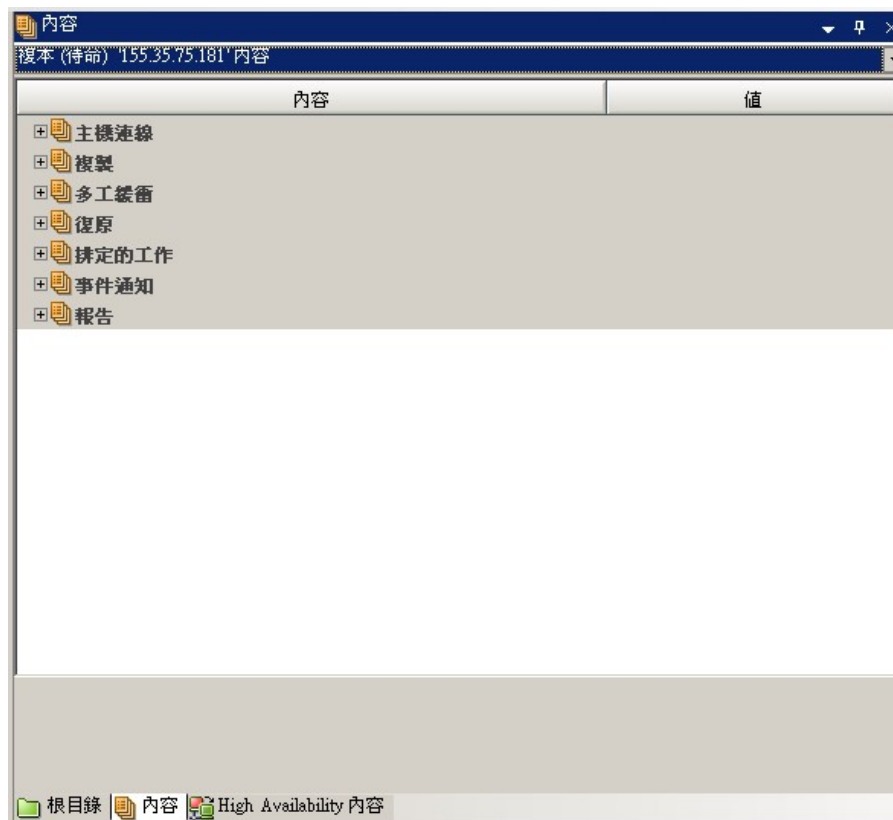 內容
複本 (待命) '155.35.75.181' 內容
內容 值
主機連線
複製
多工緩衝
復原
排定的工作
事件通知
報告
根目錄 內容 High Availability 內容